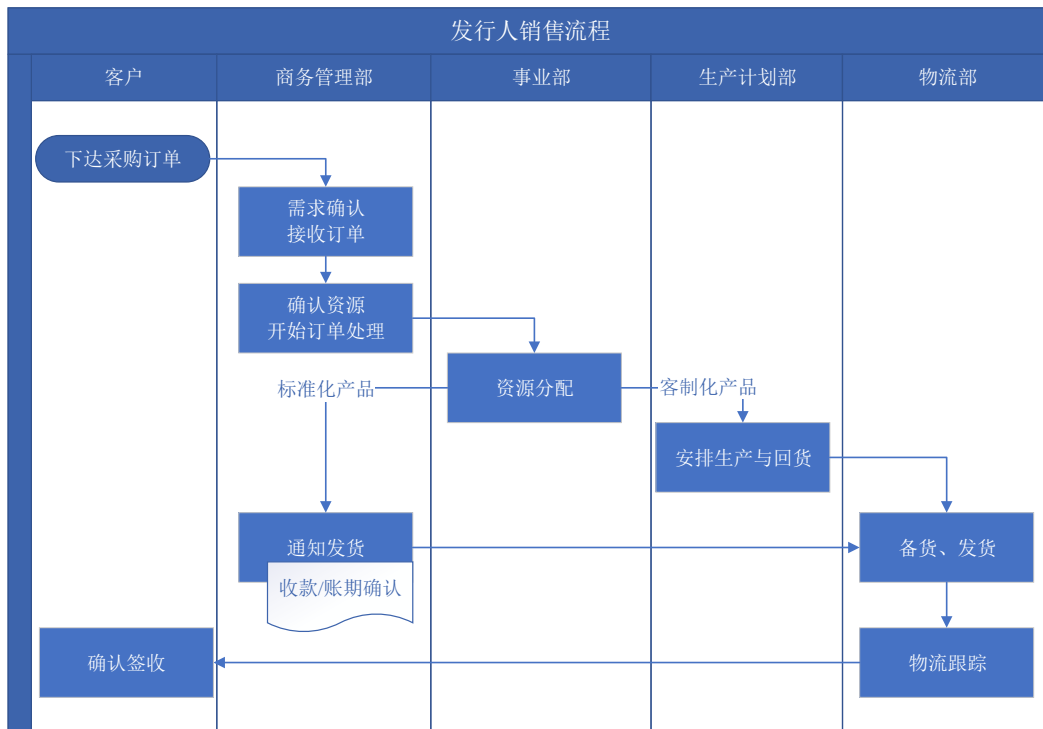 发行人销售流程
客户
商务管理部
事业部
生产计划部
物流部
下达采购订单
需求确认
接收订单
确认资源
开始订单处理
资源分配
标准化产品
客制化产品
安排生产与回货
通知发货
备货、发货
收款/账期确认
确认签收
物流跟踪